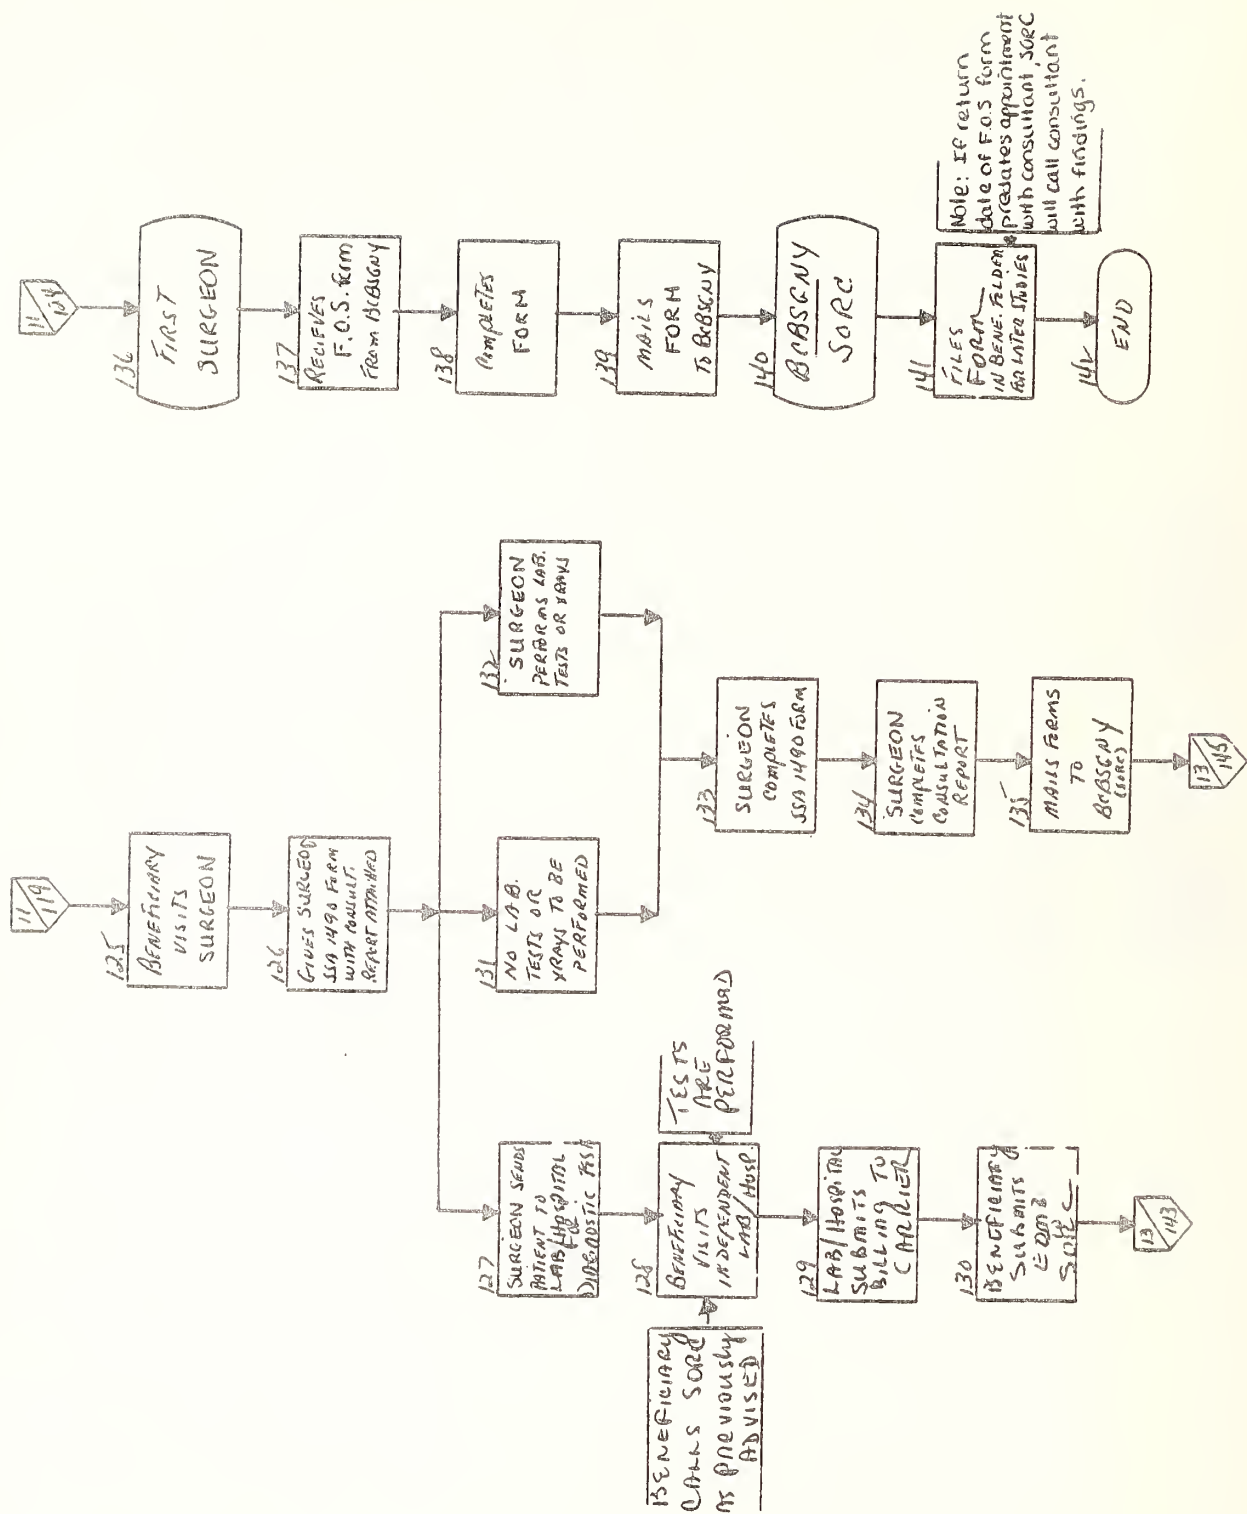 11/119
125
BENEFICIARY
VISITS
SURGEON
126
GIVES SURGEON
SSA 1490 FORM
WITH CONSULT.
REPORT ATTACHED
127
SURGEON SENDS
PATIENT TO
LAB/HOSPITAL
FOR
DIAGNOSTIC TEST
128
BENEFICIARY
VISITS
INDEPENDENT
LAB/HOSP.
BENEFICIARY
CALLS SORC
AS PREVIOUSLY
ADVISED
TESTS
ARE
PERFORMED
129
LAB/HOSPITAL
SUBMITS
BILLING TO
CARRIER
130
BENEFICIARY
SUBMITS
EOMB
SORC
13/143
131
NO LAB.
TESTS OR
XRAYS TO BE
PERFORMED
132
SURGEON
PERFORMS LAB.
TESTS OR XRAYS
133
SURGEON
COMPLETES
SSA 1490 FORM
134
SURGEON
COMPLETES
CONSULTATION
REPORT
135
MAILS FORMS
TO
BCBSGNY
(SORC)
13/145
11/124
136
FIRST
SURGEON
137
RECIEVES
F.O.S. form
FROM BCBSGNY
138
COMPLETES
FORM
139
MAILS
FORM
TO BCBSGNY
140
BCBSGNY
SORC
141
FILES
FORM
IN BENE. FOLDER
FOR LATER STUDIES
Note: If return
date of F.O.S form
predates appointment
with consultant, SORC
will call consultant
with findings.
142
END